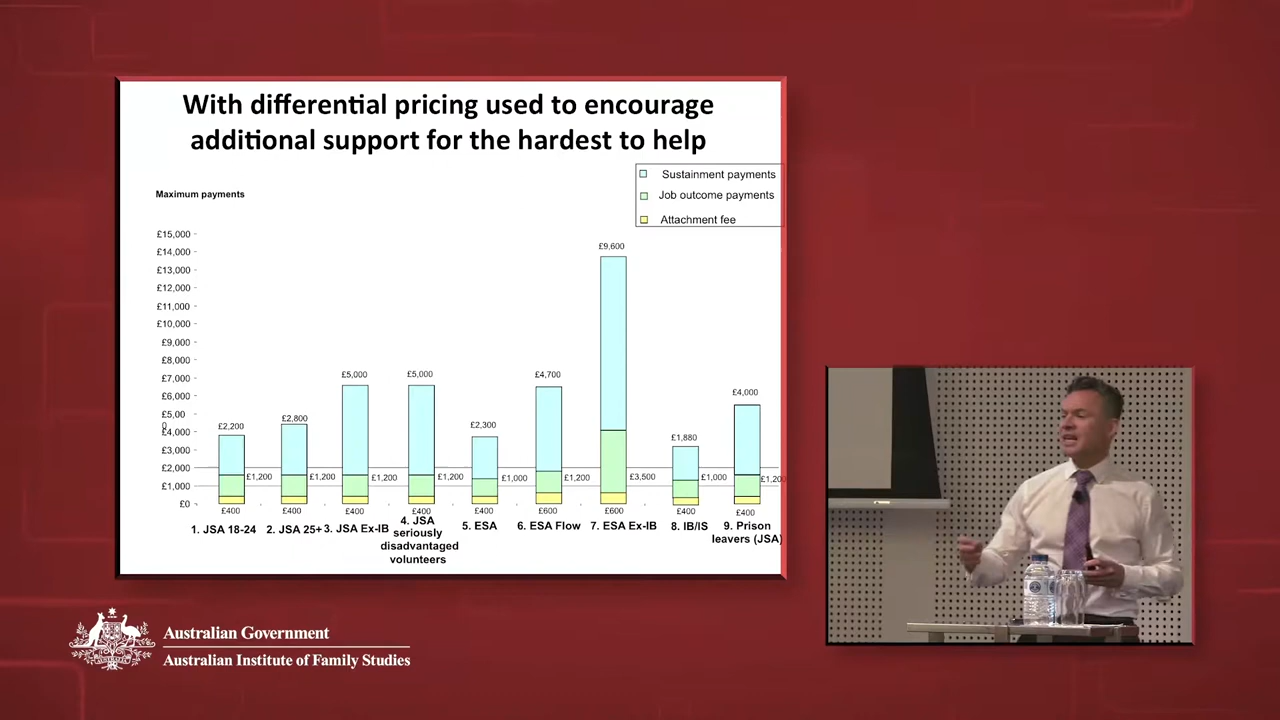 With differential pricing used to encourage
additional support for the hardest to help
Sustainment payments
Job outcome payments
Attachment fee
Maximum payments
£15,000
£14,000
£13,000
£12,000
£11,000
£10,000
£9,000
£8,000
£7,000
£6,000
£5,00
0
£4,000
£3,000
£2,000
£1,000
£0
£2,200
£1,200
£400
1. JSA 18-24
£2,800
£1,200
£400
2. JSA 25+
£5,000
£1,200
£400
3. JSA Ex-IB
£5,000
£1,200
£400
4. JSA
seriously
disadvantaged
volunteers
£2,300
£1,000
£400
5. ESA
£4,700
£1,200
£600
6. ESA Flow
£9,600
£3,500
£600
7. ESA Ex-IB
£1,880
£1,000
£400
8. IB/IS
£4,000
£1,20
£400
9. Prison
leavers (JSA)
Australian Government
Australian Institute of Family Studies